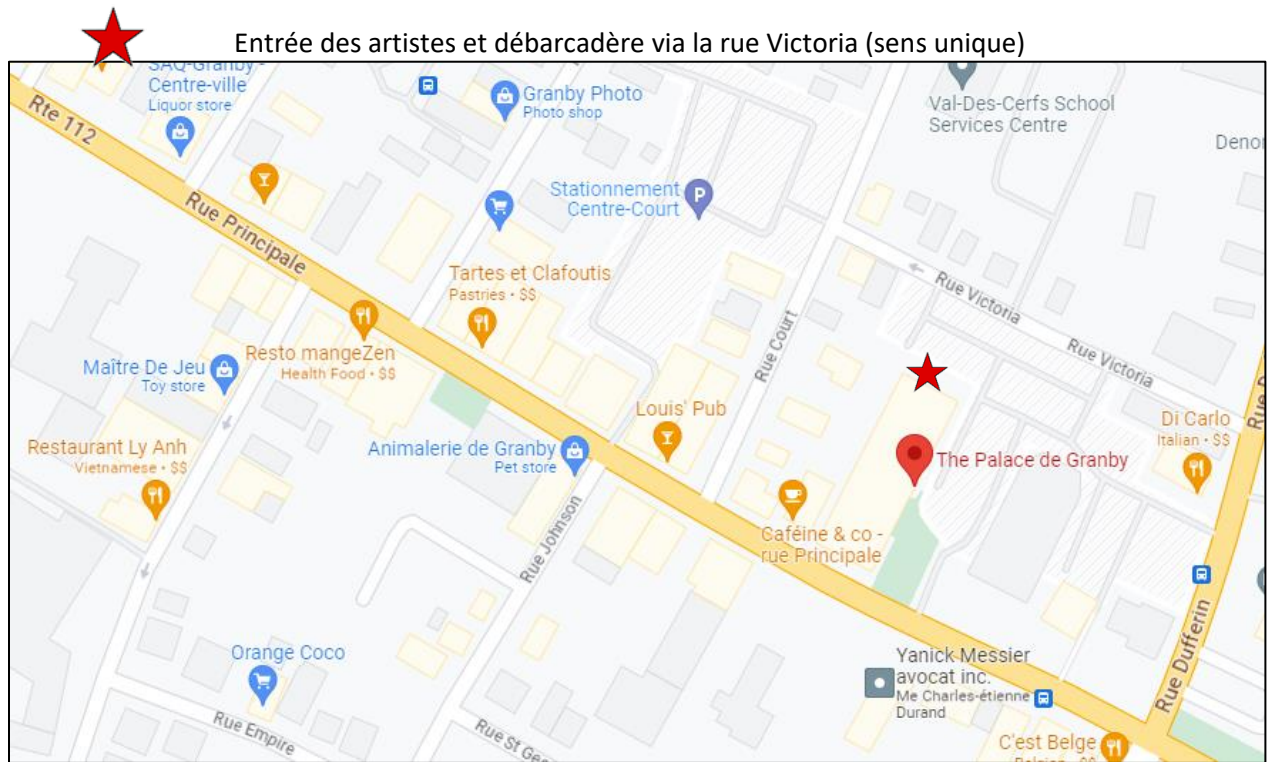 Entrée des artistes et débarcadère via la rue Victoria (sens unique)
SAQ-Granby -
Centre-ville
Liquor store
Granby Photo
Photo shop
Val-Des-Cerfs School
Services Centre
Rte 112
Rue Principale
Stationnement
Centre-Court
P
Tartes et Clafoutis
Pastries • $$
Rue Victoria
Rue Victoria
Rue Court
Resto mangeZen
Health Food • $$
Maître De Jeu
Toy store
Louis' Pub
Di Carlo
Italian • $$
Restaurant Ly Anh
Vietnamese • $$
Animalerie de Granby
Pet store
The Palace de Granby
Caféine & co -
rue Principale
Rue Johnson
Orange Coco
Yanick Messier
avocat inc.
Me Charles-étienne
Durand
Rue Dufferin
Rue Empire
C'est Belge